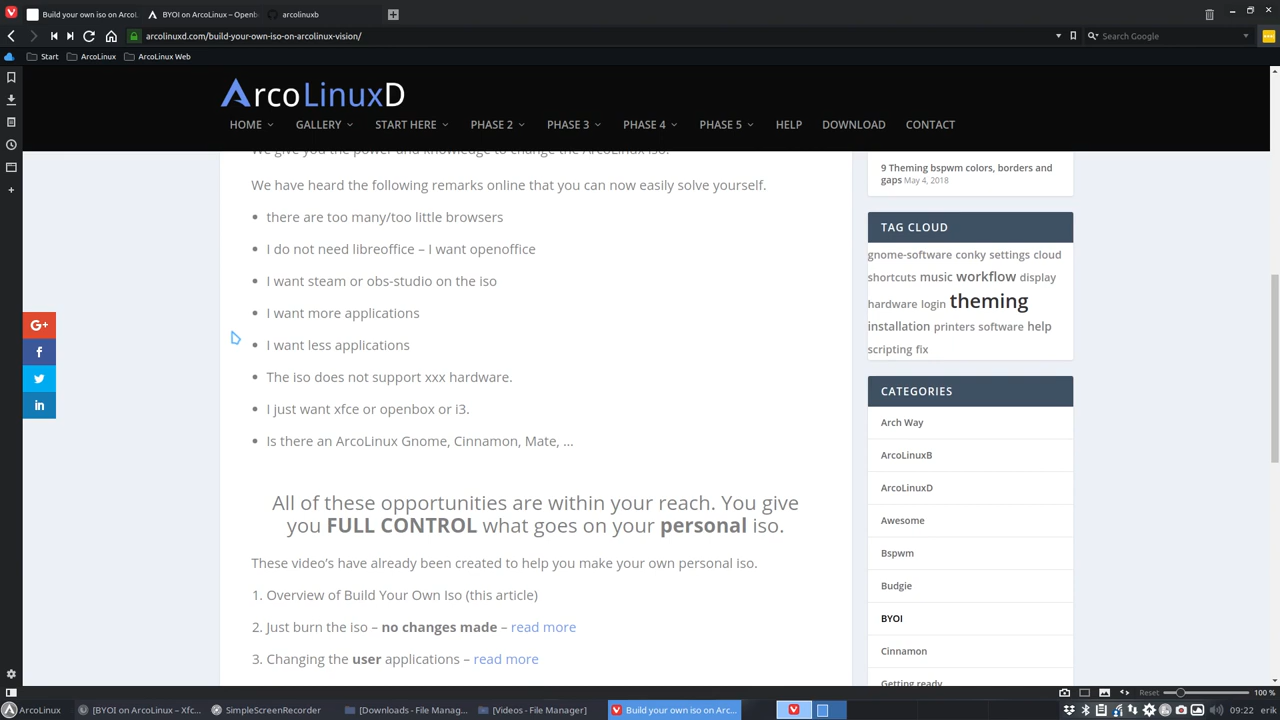 Build your own iso on ArcoL
BYOI on ArcoLinux – Openb
arcolinuxb
arcolinuxd.com/build-your-own-iso-on-arcolinux-vision/
Search Google
Start
ArcoLinux
ArcoLinux Web
ArcoLinuxD
HOME
GALLERY
START HERE
PHASE 2
PHASE 3
PHASE 4
PHASE 5
HELP
DOWNLOAD
CONTACT
We give you the power and knowledge to change the ArcoLinux iso.
We have heard the following remarks online that you can now easily solve yourself.
there are too many/too little browsers
I do not need libreoffice – I want openoffice
I want steam or obs-studio on the iso
I want more applications
I want less applications
The iso does not support xxx hardware.
I just want xfce or openbox or i3.
Is there an ArcoLinux Gnome, Cinnamon, Mate, ...
All of these opportunities are within your reach. You give
you FULL CONTROL what goes on your personal iso.
These video's have already been created to help you make your own personal iso.
1. Overview of Build Your Own Iso (this article)
2. Just burn the iso – no changes made – read more
3. Changing the user applications – read more
9 Theming bspwm colors, borders and
gaps May 4, 2018
TAG CLOUD
gnome-software conky settings cloud
shortcuts music workflow display
hardware login theming
installation printers software help
scripting fix
CATEGORIES
Arch Way
ArcoLinuxB
ArcoLinuxD
Awesome
Bspwm
Budgie
BYOI
Cinnamon
Getting ready
G+
f
in
Reset
100 %
ArcoLinux
[BYOI on ArcoLinux – Xfc...
SimpleScreenRecorder
[Downloads - File Manag...
[Videos - File Manager]
Build your own iso on Arc...
09:22
erik